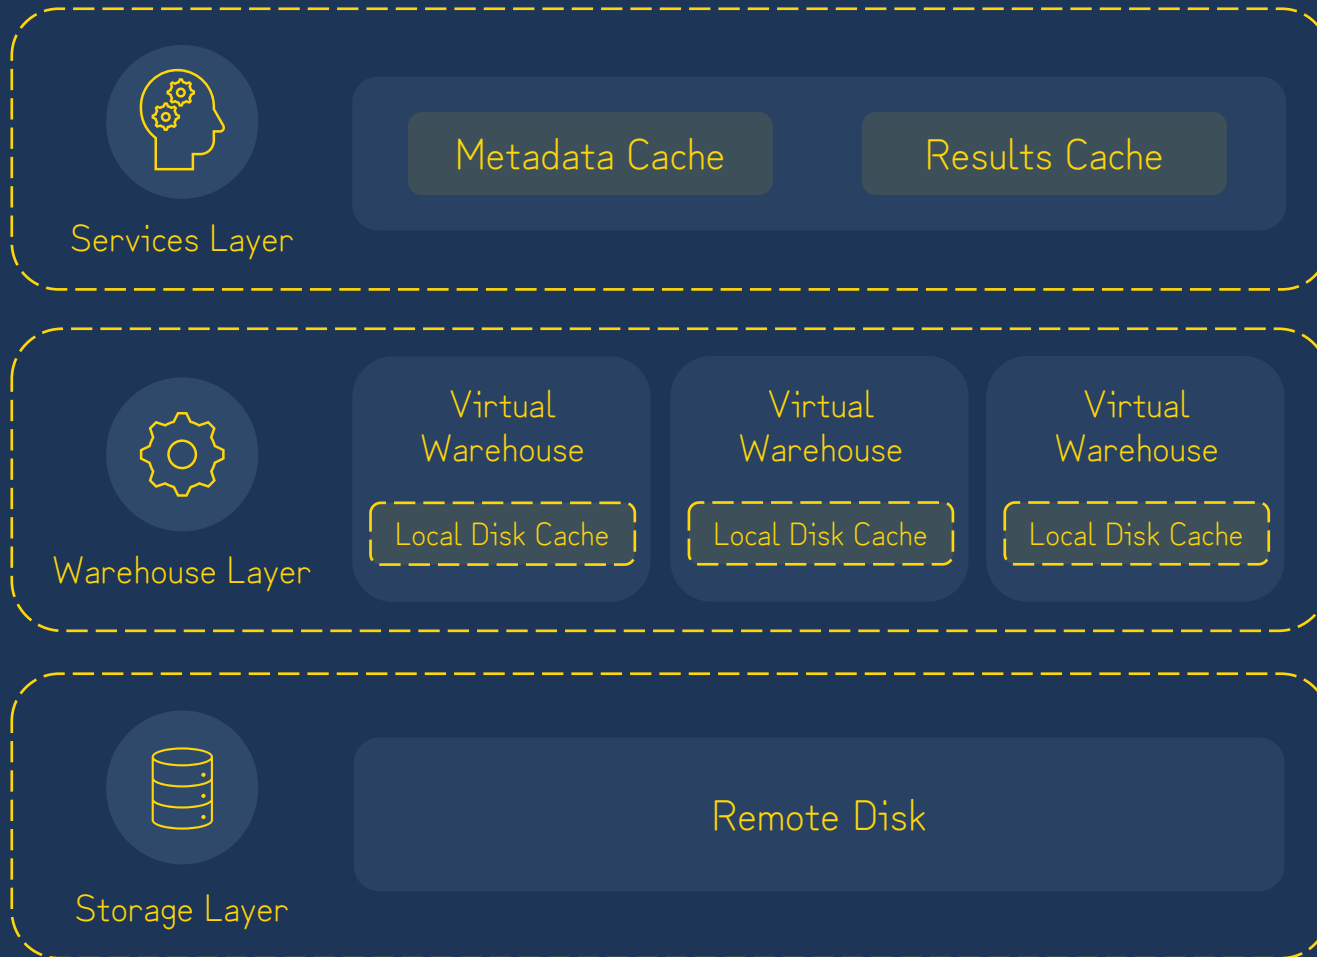 Metadata Cache
Results Cache
Services Layer
Virtual
Warehouse
Local Disk Cache
Virtual
Warehouse
Local Disk Cache
Virtual
Warehouse
Local Disk Cache
Warehouse Layer
Remote Disk
Storage Layer